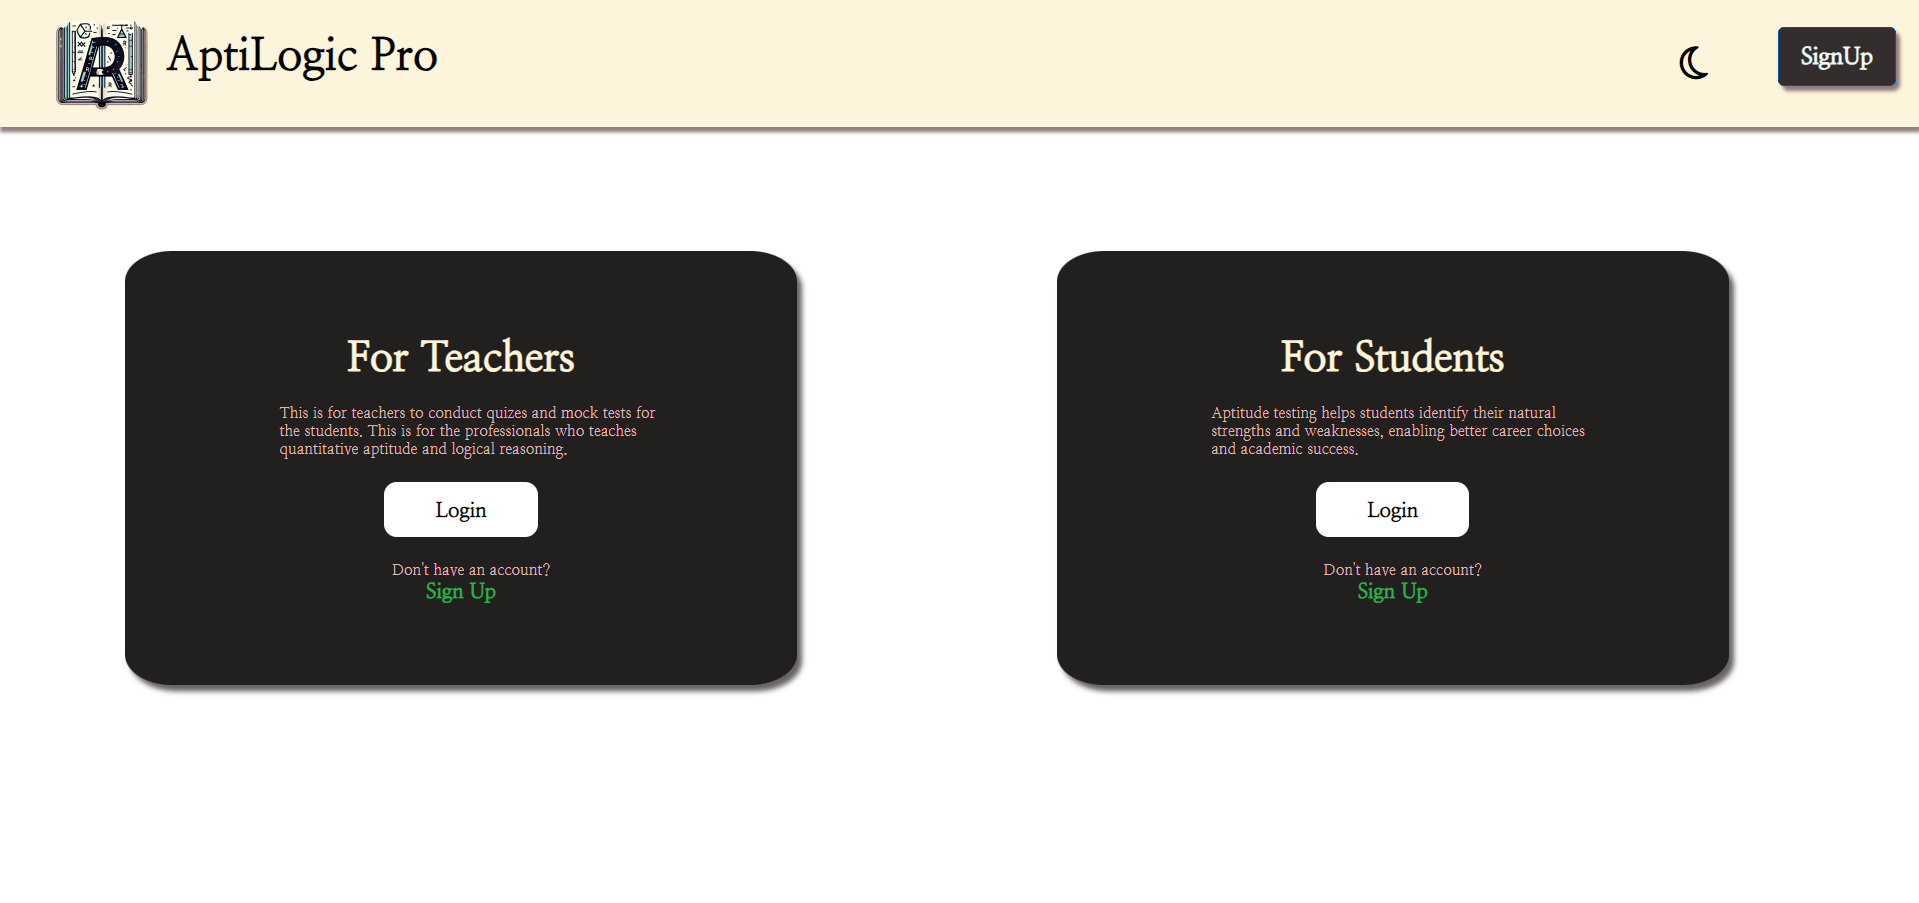 AptiLogic Pro
SignUp
For Teachers
This is for teachers to conduct quizes and mock tests for
the students. This is for the professionals who teaches
quantitative aptitude and logical reasoning.
Login
Don't have an account?
Sign Up
For Students
Aptitude testing helps students identify their natural
strengths and weaknesses, enabling better career choices
and academic success.
Login
Don't have an account?
Sign Up